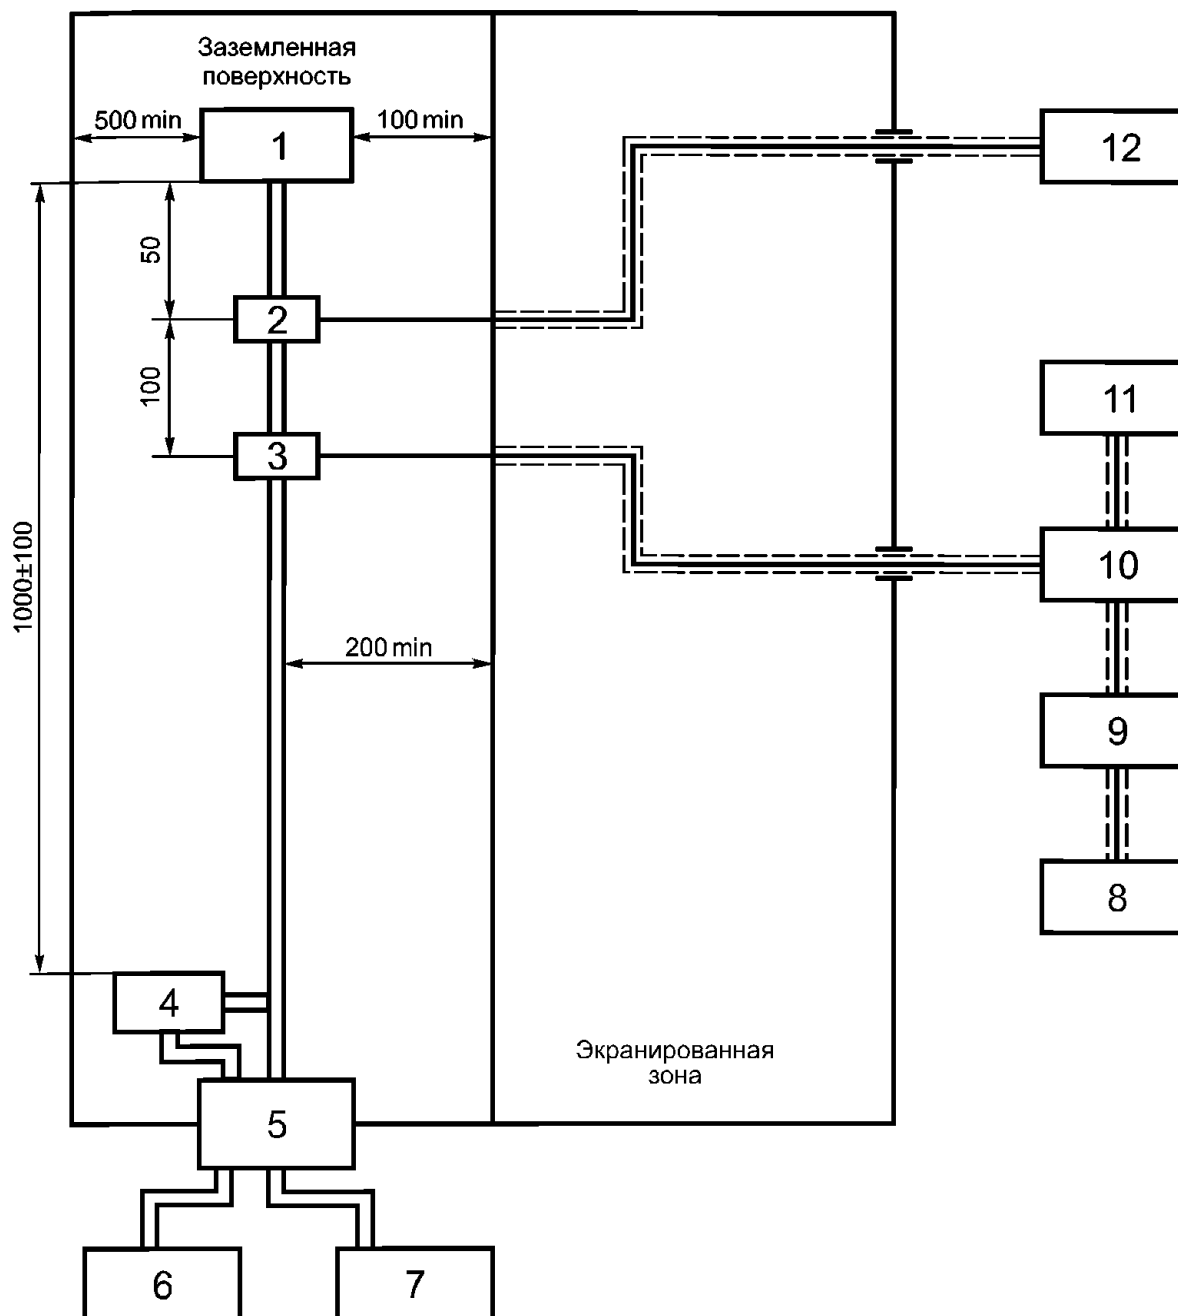 Заземленная
поверхность
500 min
100 min
1
12
50
2
100
11
3
1000±100
10
200 min
9
8
4
Экранированная
зона
5
6
7